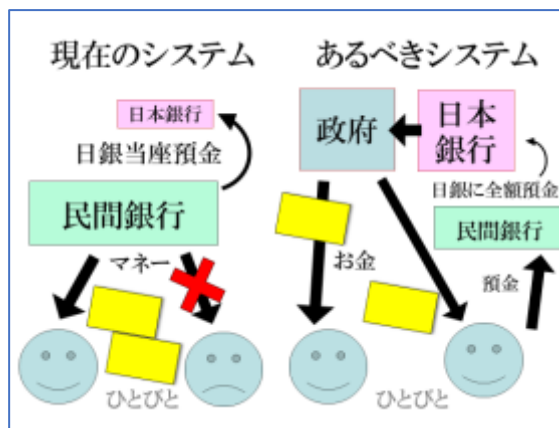 現在のシステム
日本銀行
日銀当座預金
民間銀行
マネー
ひとびと
あるべきシステム
政府
日本
銀行
日銀に全額預金
民間銀行
お金
預金
ひとびと